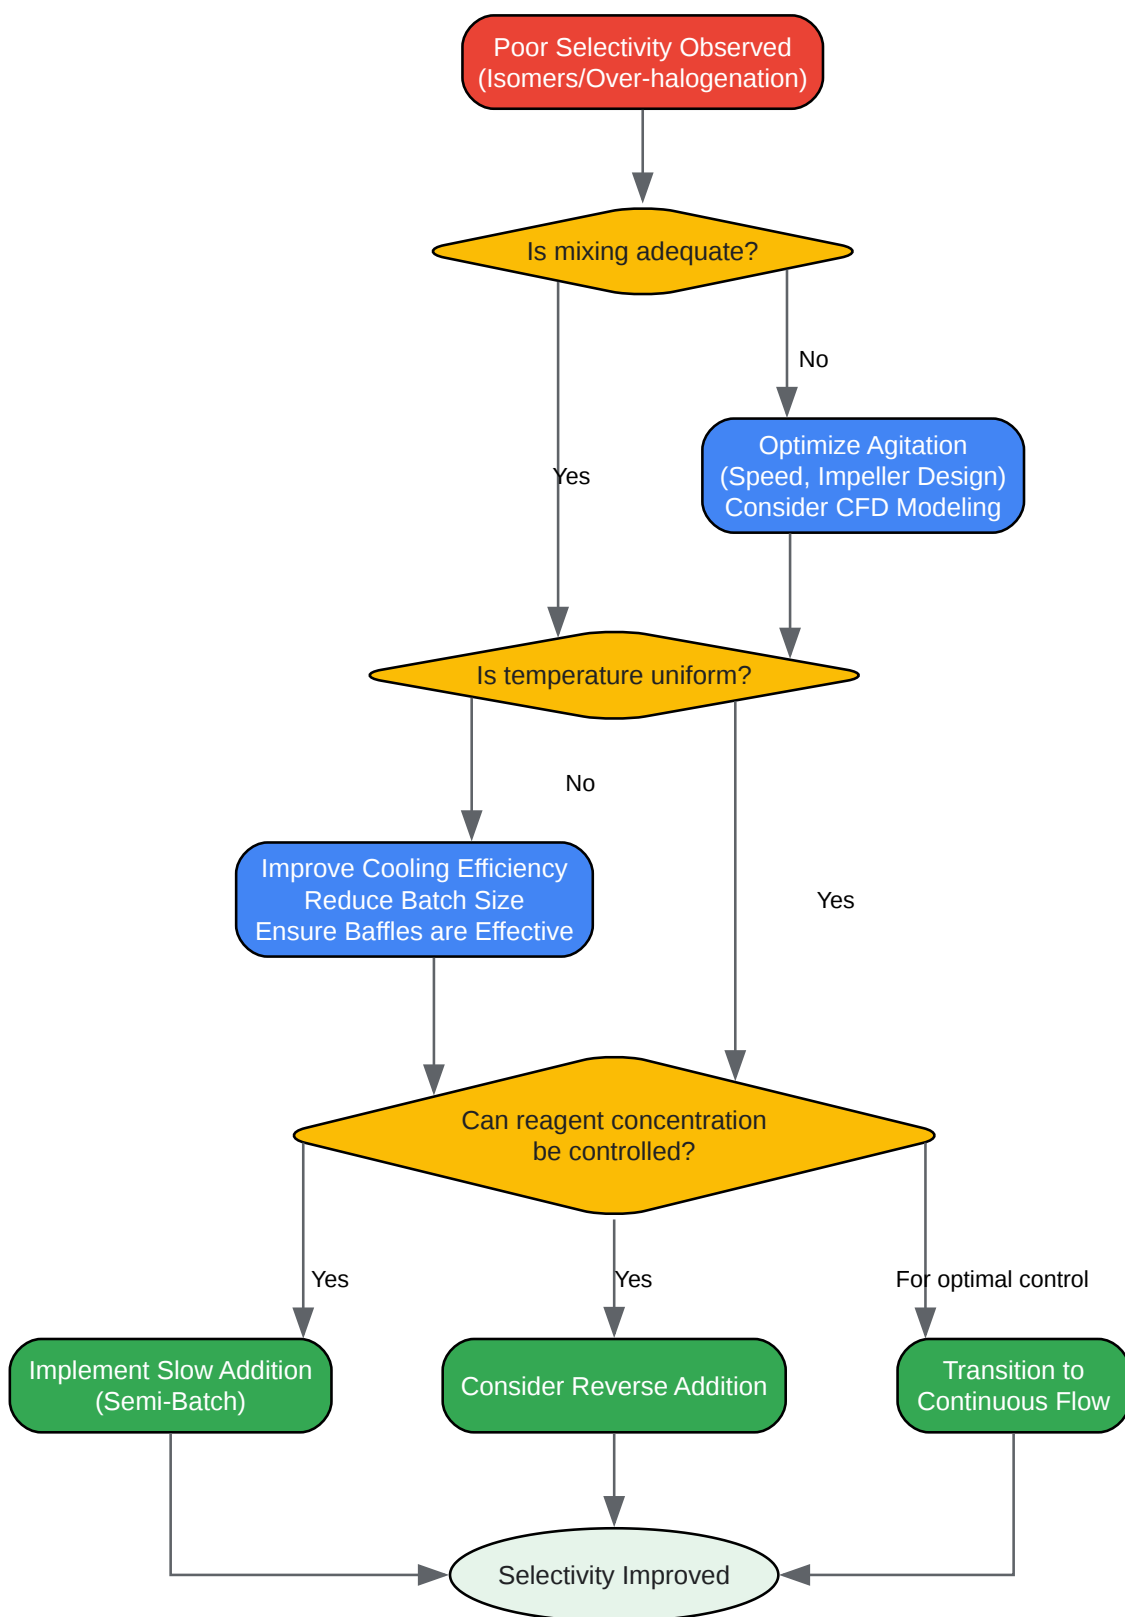 Poor Selectivity Observed
(Isomers/Over-halogenation)
Is mixing adequate?
No
Optimize Agitation
(Speed, Impeller Design)
Consider CFD Modeling
Yes
Is temperature uniform?
No
Improve Cooling Efficiency
Reduce Batch Size
Ensure Baffles are Effective
Yes
Can reagent concentration
be controlled?
Yes
Yes
For optimal control
Implement Slow Addition
(Semi-Batch)
Consider Reverse Addition
Transition to
Continuous Flow
Selectivity Improved